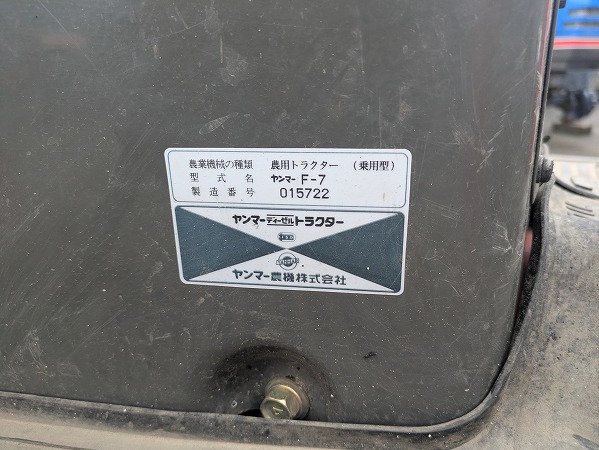 農業機械の種類 農用トラクター (乗用型)
型式名 ヤンマー F-7
製造番号 015722
ヤンマーディーゼルトラクター
ヤンマー農機株式会社